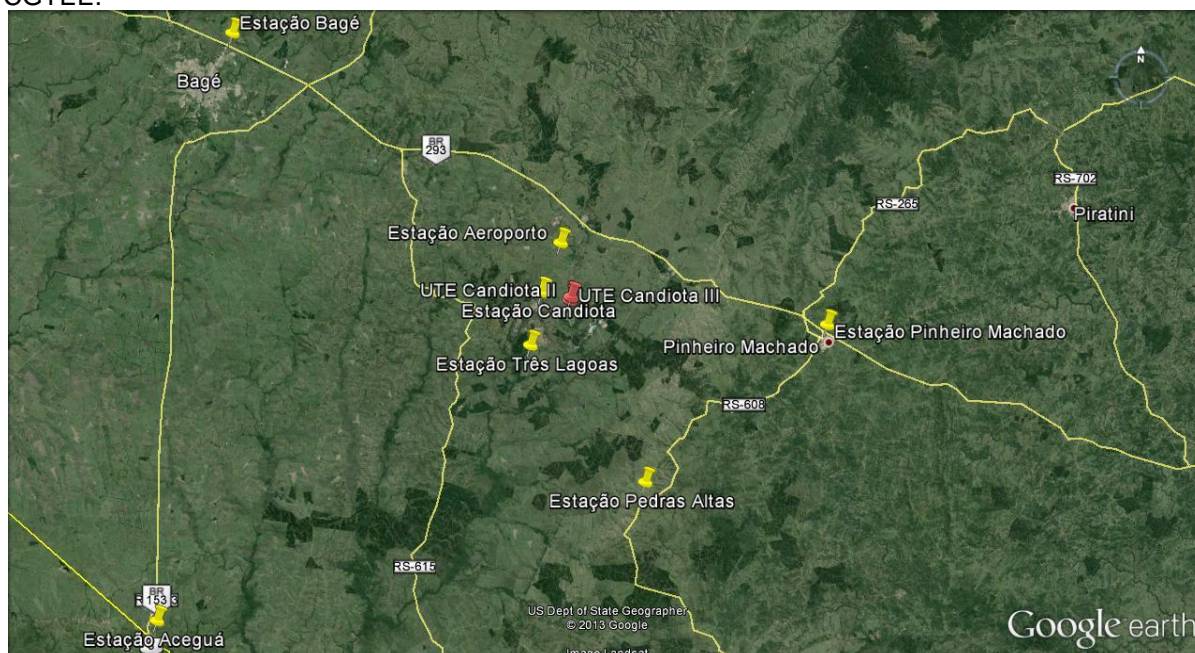 CGTEE.
Estação Bagé
Bagé
N
BR
293
RS-702
RS-265
Piratini
Estação Aeroporto
UTE Candiota II
UTE Candiota III
Estação Candiota
Estação Pinheiro Machado
Pinheiro Machado
Estação Três Lagoas
RS-608
Estação Pedras Altas
RS-615
BR
153
US Dept of State Geographer
© 2013 Google
Google earth
Estação Aceguá
Image Landsat